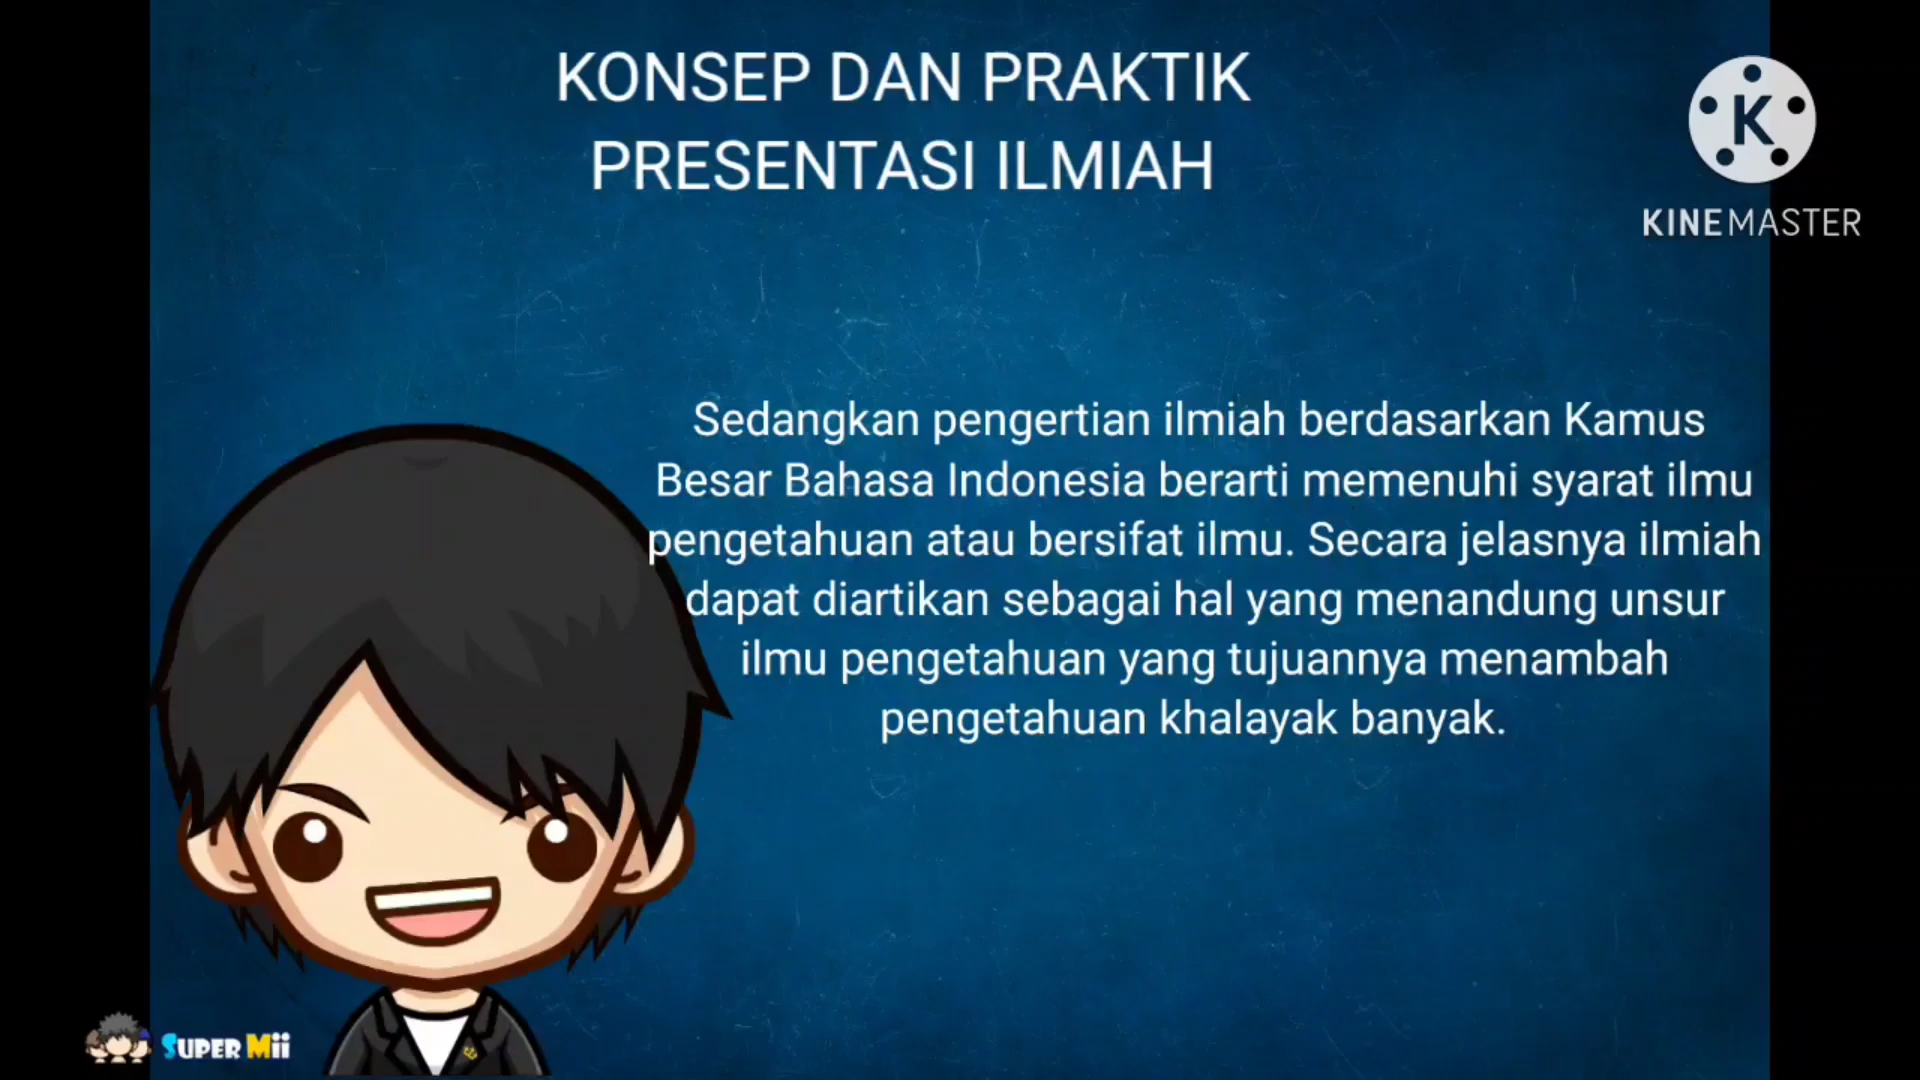 KONSEP DAN PRAKTIK
PRESENTASI ILMIAH
K
KINEMASTER
Sedangkan pengertian ilmiah berdasarkan Kamus
Besar Bahasa Indonesia berarti memenuhi syarat ilmu
pengetahuan atau bersifat ilmu. Secara jelasnya ilmiah
dapat diartikan sebagai hal yang menandung unsur
ilmu pengetahuan yang tujuannya menambah
pengetahuan khalayak banyak.
SUPER Mii